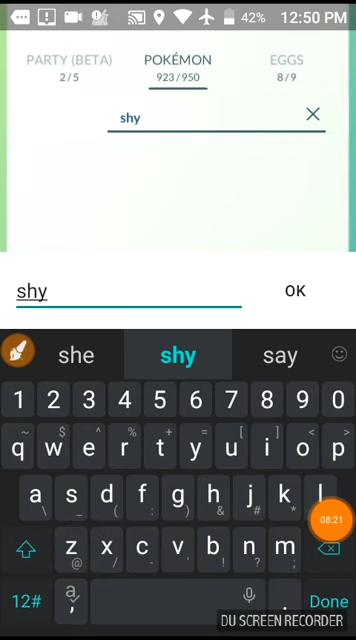 42% 12:50 PM
PARTY (BETA) POKÉMON EGGS
2/5 923/950 8/9
shy
shy OK
she shy say
1 2 3 4 5 6 7 8 9 0
~ $ ^ % + = [ ] < >
q w e r t y u i o p
a s d f g h j k l
\ _ ( : ) & # *
z x c v b n m
@ / - ' ! ? 
12# a , . Done
08:21
DU SCREEN RECORDER